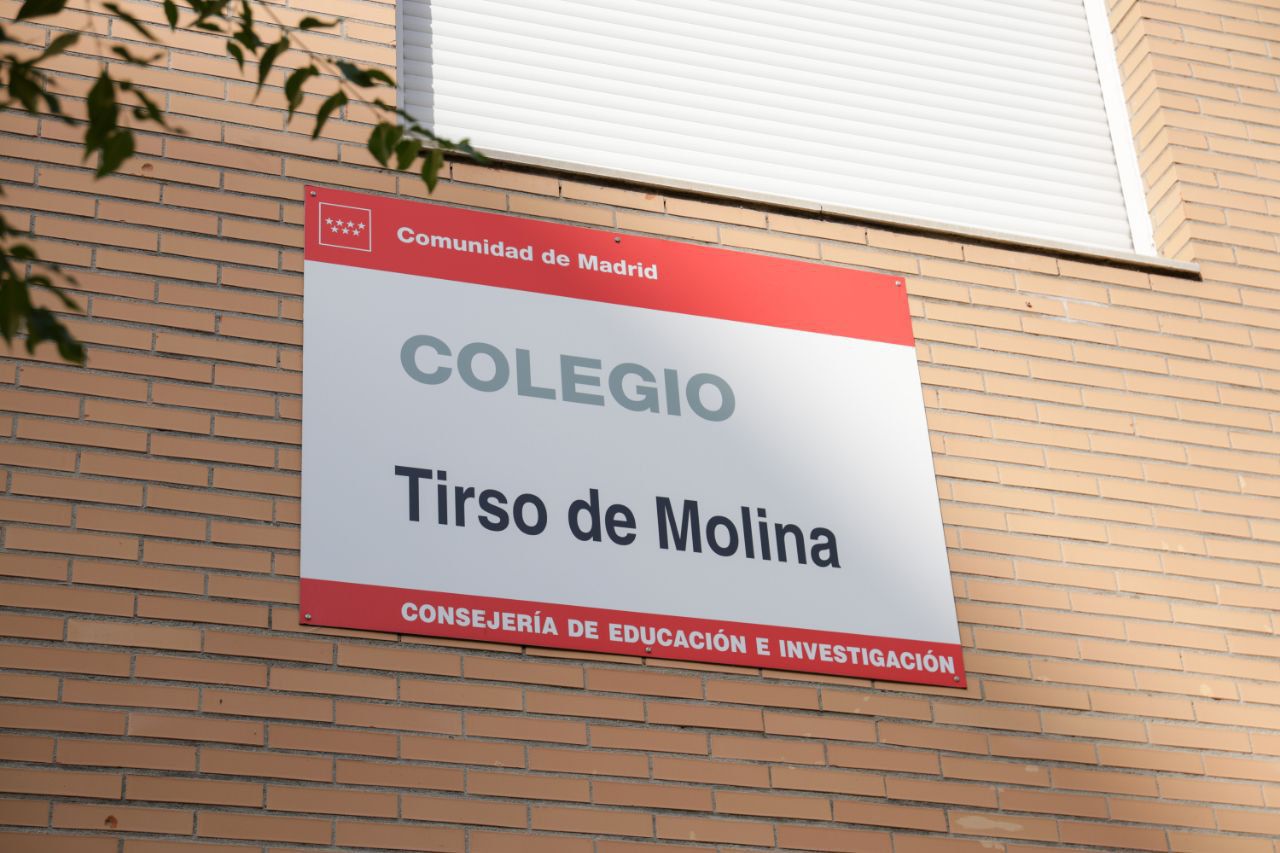 Comunidad de Madrid
COLEGIO
Tirso de Molina
CONSEJERÍA DE EDUCACIÓN E INVESTIGACIÓN